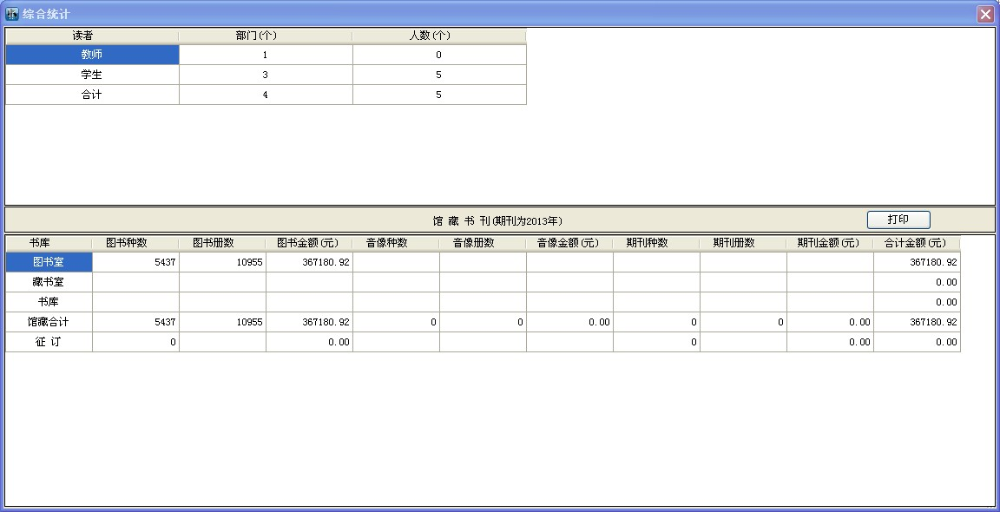 综合统计
读者 部门(个) 人数(个)
教师 1 0
学生 3 5
合计 4 5
馆 藏 书 刊(期刊为2013年) 打印
书库 图书种数 图书册数 图书金额(元) 音像种数 音像册数 音像金额(元) 期刊种数 期刊册数 期刊金额(元) 合计金额(元)
图书室 5437 10955 367180.92 367180.92
藏书室 0.00
书库 0.00
馆藏合计 5437 10955 367180.92 0 0 0.00 0 0 0.00 367180.92
征 订 0 0.00 0 0.00 0.00